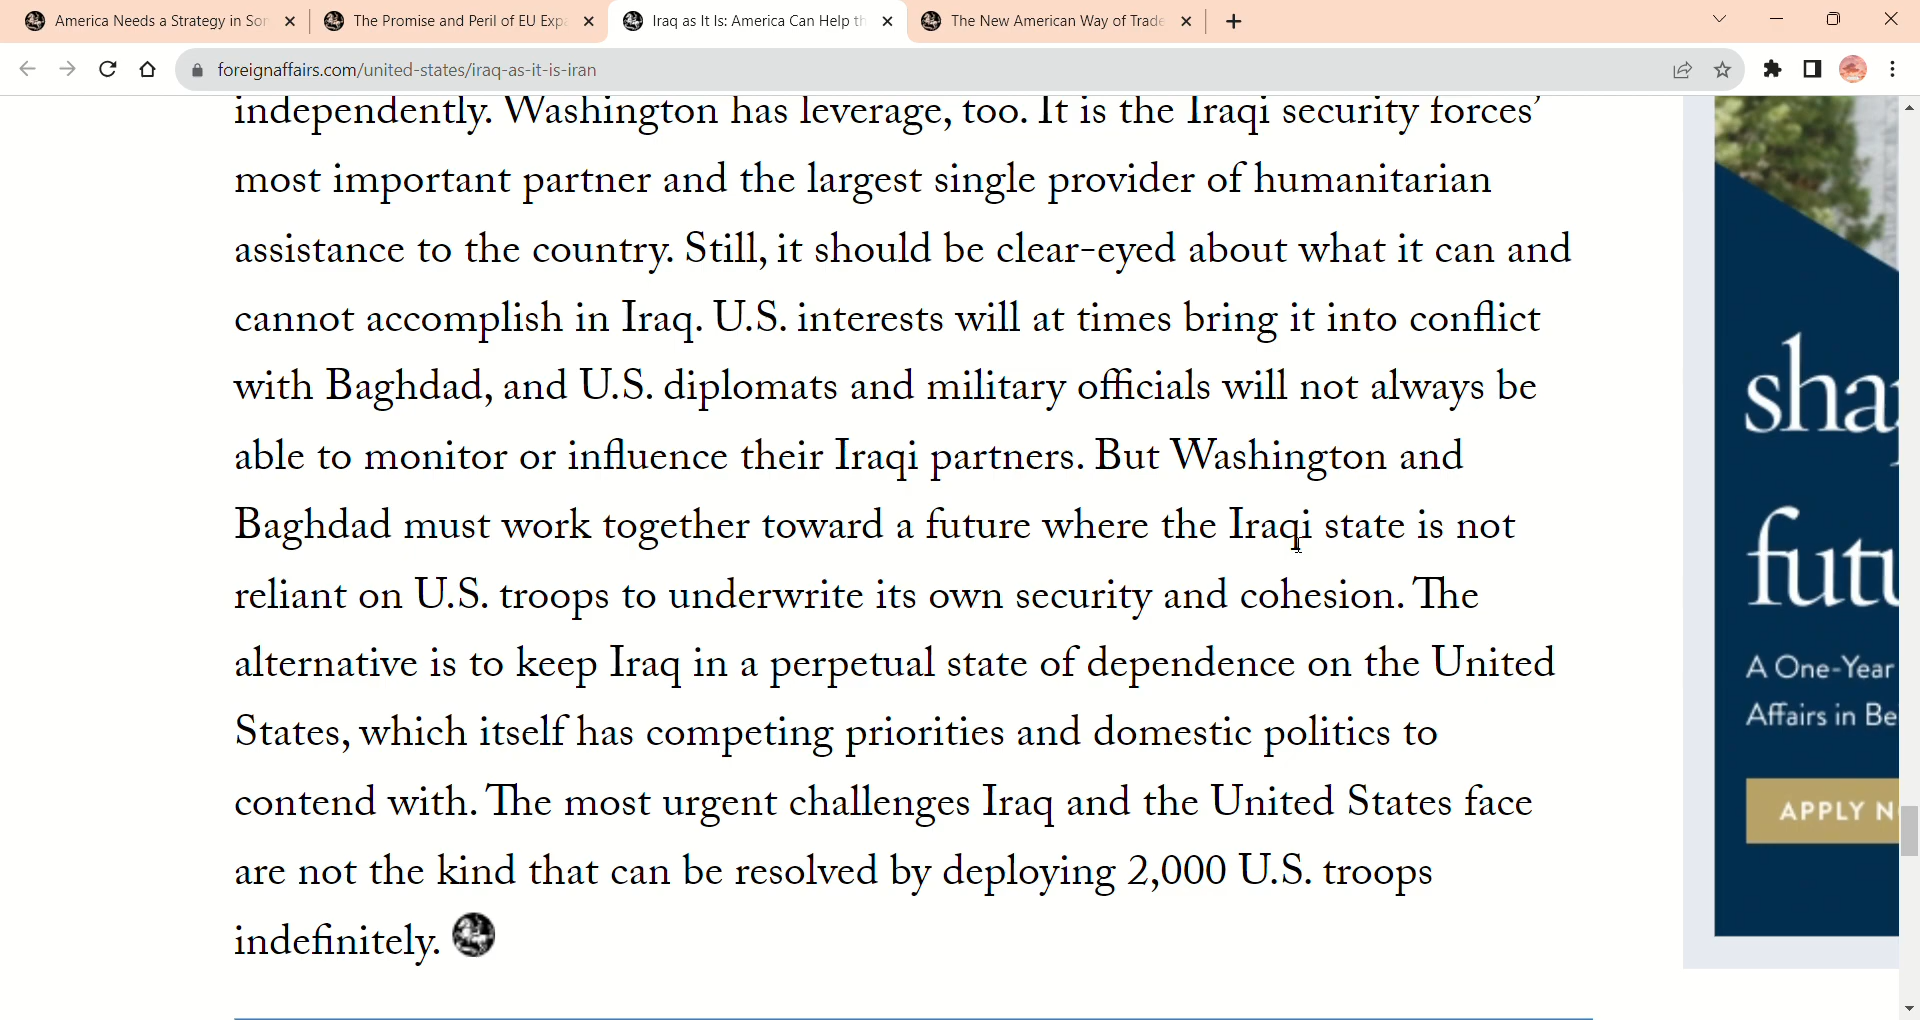 America Needs a Strategy in So
The Promise and Peril of EU Exp
Iraq as It Is: America Can Help th
The New American Way of Trade
foreignaffairs.com/united-states/iraq-as-it-is-iran
independently. Washington has leverage, too. It is the Iraqi security forces’
most important partner and the largest single provider of humanitarian
assistance to the country. Still, it should be clear-eyed about what it can and
cannot accomplish in Iraq. U.S. interests will at times bring it into conflict
with Baghdad, and U.S. diplomats and military officials will not always be
able to monitor or influence their Iraqi partners. But Washington and
Baghdad must work together toward a future where the Iraqi state is not
reliant on U.S. troops to underwrite its own security and cohesion. The
alternative is to keep Iraq in a perpetual state of dependence on the United
States, which itself has competing priorities and domestic politics to
contend with. The most urgent challenges Iraq and the United States face
are not the kind that can be resolved by deploying 2,000 U.S. troops
indefinitely.
sha
futu
A One-Year
Affairs in Be
APPLY N